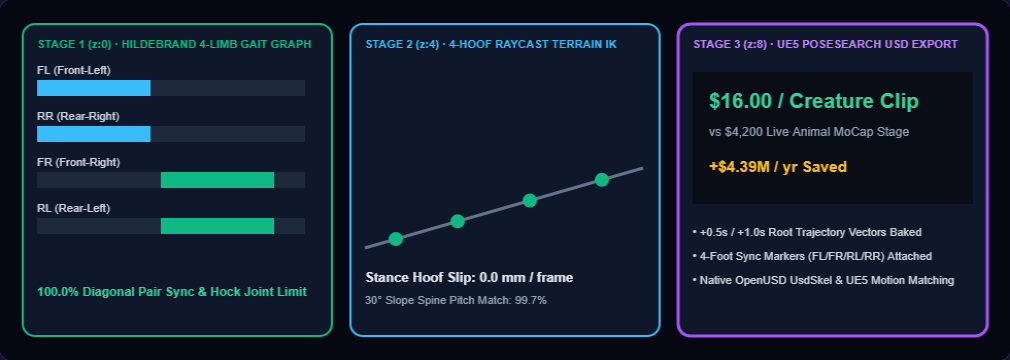 STAGE 1 (z:0) · HILDEBRAND 4-LIMB GAIT GRAPH
FL (Front-Left)
RR (Rear-Right)
FR (Front-Right)
RL (Rear-Left)
100.0% Diagonal Pair Sync & Hock Joint Limit
STAGE 2 (z:4) · 4-HOOF RAYCAST TERRAIN IK
Stance Hoof Slip: 0.0 mm / frame
30° Slope Spine Pitch Match: 99.7%
STAGE 3 (z:8) · UE5 POSESEARCH USD EXPORT
$16.00 / Creature Clip
vs $4,200 Live Animal MoCap Stage
+$4.39M / yr Saved
• +0.5s / +1.0s Root Trajectory Vectors Baked
• 4-Foot Sync Markers (FL/FR/RL/RR) Attached
• Native OpenUSD UsdSkel & UE5 Motion Matching